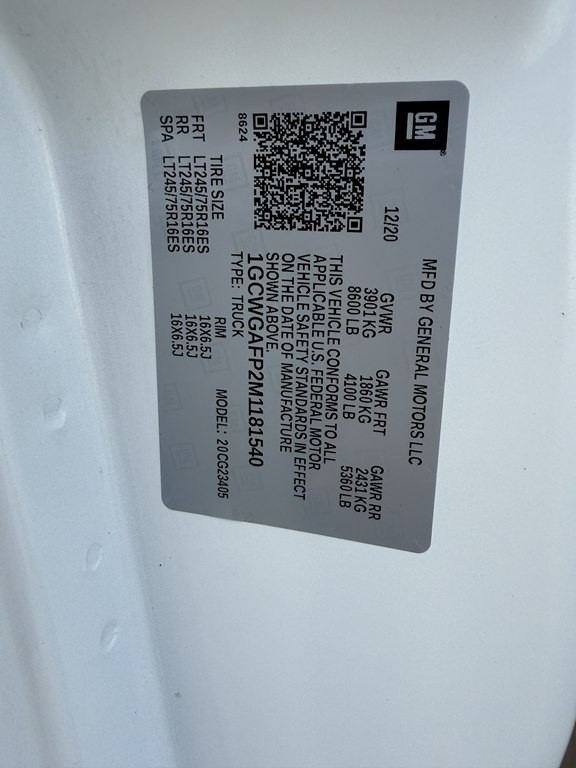 GM
MFD BY GENERAL MOTORS LLC
12/20
GVWR GAWR FRT GAWR RR
3901 KG 1860 KG 2431 KG
8600 LB 4100 LB 5360 LB
THIS VEHICLE CONFORMS TO ALL
APPLICABLE U.S. FEDERAL MOTOR
VEHICLE SAFETY STANDARDS IN EFFECT
ON THE DATE OF MANUFACTURE
SHOWN ABOVE.
1GCWGAFP2M1181540
TYPE: TRUCK
8624
MODEL: 20CG23405
TIRE SIZE RIM
FRT LT245/75R16ES 16X6.5J
RR LT245/75R16ES 16X6.5J
SPA LT245/75R16ES 16X6.5J